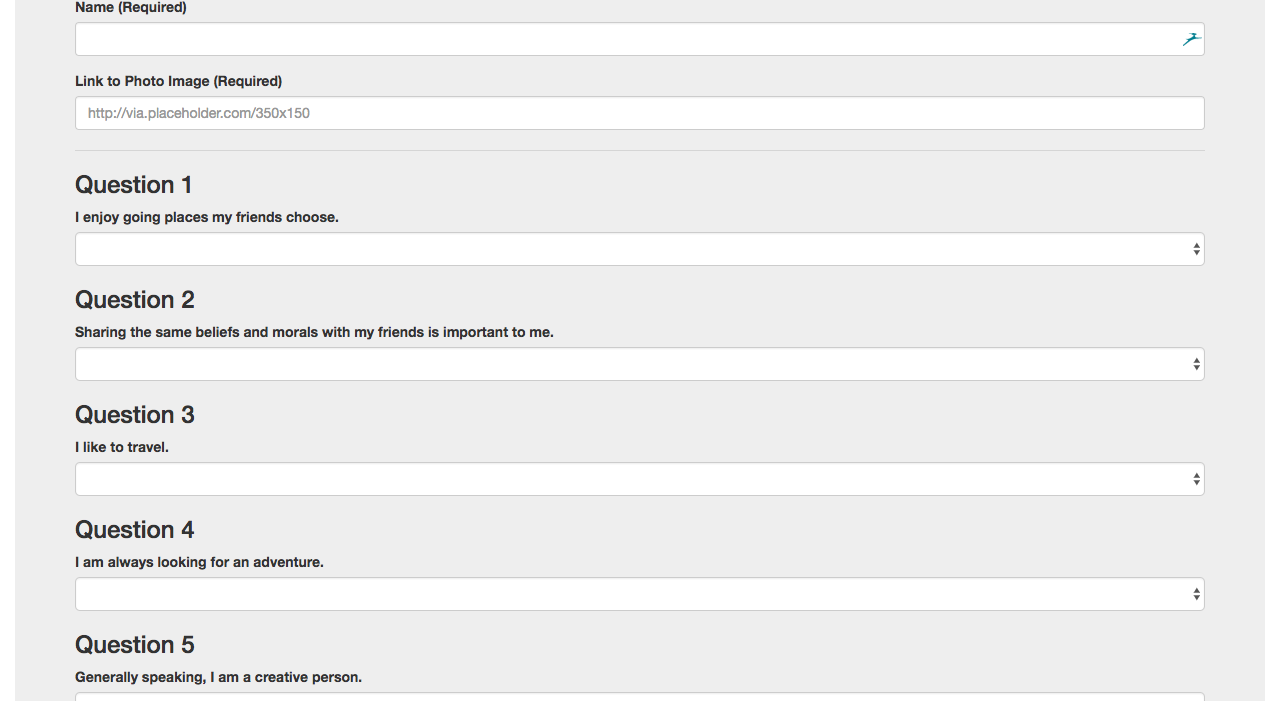 Name (Required)
Link to Photo Image (Required)
http://via.placeholder.com/350x150
Question 1
I enjoy going places my friends choose.
Question 2
Sharing the same beliefs and morals with my friends is important to me.
Question 3
I like to travel.
Question 4
I am always looking for an adventure.
Question 5
Generally speaking, I am a creative person.